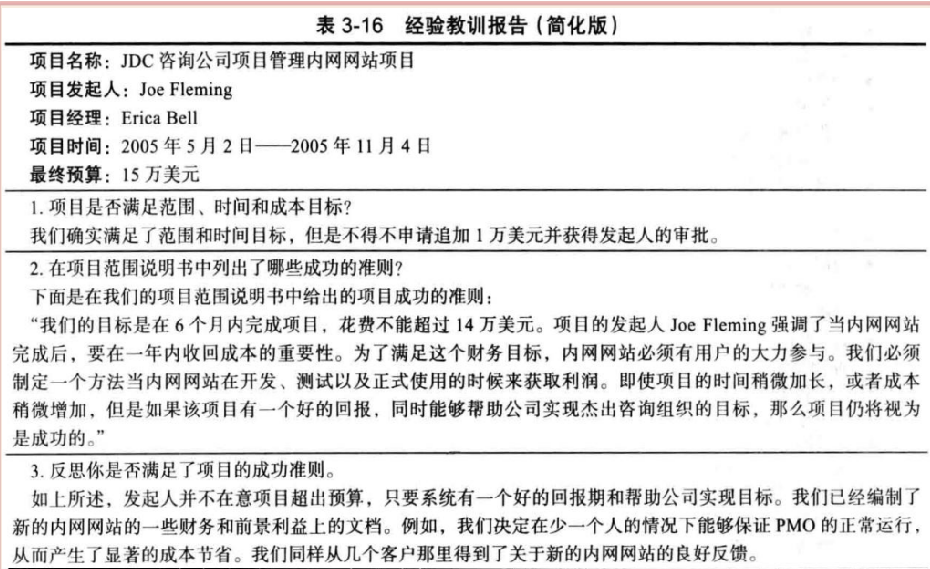 表 3-16 经验教训报告(简化版)
项目名称：JDC 咨询公司项目管理内网网站项目
项目发起人：Joe Fleming
项目经理：Erica Bell
项目时间：2005 年 5 月 2 日——2005 年 11 月 4 日
最终预算：15 万美元
1. 项目是否满足范围、时间和成本目标?
我们确实满足了范围和时间目标，但是不得不申请追加 1 万美元并获得发起人的审批。
2. 在项目范围说明书中列出了哪些成功的准则?
下面是在我们的项目范围说明书中给出的项目成功的准则：
“我们的目标是在 6 个月内完成项目，花费不能超过 14 万美元。项目的发起人 Joe Fleming 强调了当内网网站
完成后，要在一年内收回成本的重要性。为了满足这个财务目标，内网网站必须有用户的大力参与。我们必须
制定一个方法当内网网站在开发、测试以及正式使用的时候来获取利润。即使项目的时间稍微加长，或者成本
稍微增加，但是如果该项目有一个好的回报，同时能够帮助公司实现杰出咨询组织的目标，那么项目仍将视为
是成功的。”
3. 反思你是否满足了项目的成功准则。
如上所述，发起人并不在意项目超出预算，只要系统有一个好的回报期和帮助公司实现目标。我们已经编制了
新的内网网站的一些财务和前景利益上的文档。例如，我们决定在少一个人的情况下能够保证 PMO 的正常运行，
从而产生了显著的成本节省。我们同样从几个客户那里得到了关于新的内网网站的良好反馈。